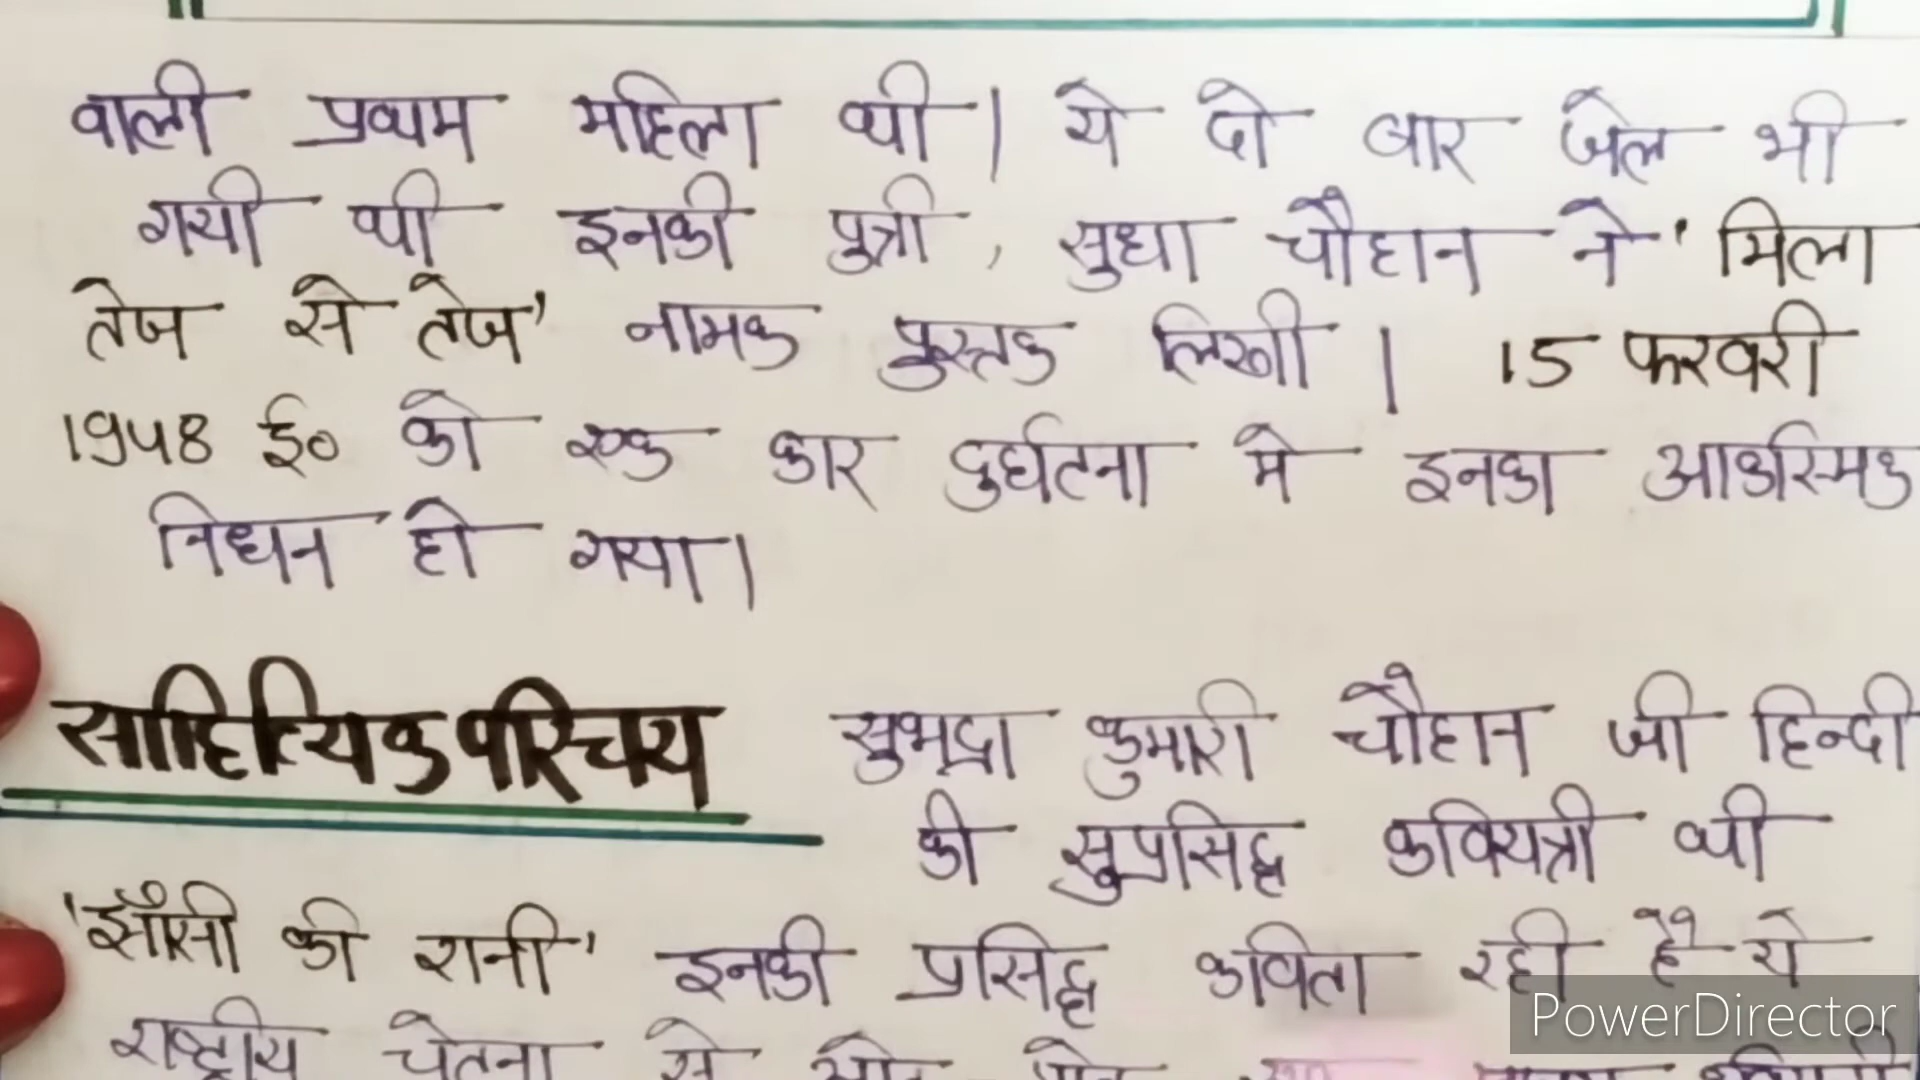 वाली प्रथम महिला थी। ये दो बार जेल भी
गयी थी इनकी पुत्री, सुधा चौहान ने 'मिला
तेज से तेज' नामक पुस्तक लिखी। 15 फरवरी
1948 ई० को एक कार दुर्घटना मे इनका आकस्मिक
निधन हो गया।
साहित्यिक परिचय सुभद्रा कुमारी चौहान जी हिन्दी
की सुप्रसिद्ध कवियत्री थी
'झाँसी की रानी' इनकी प्रसिद्ध कविता रही है ये
PowerDirector
राष्ट्रीय चेतना से